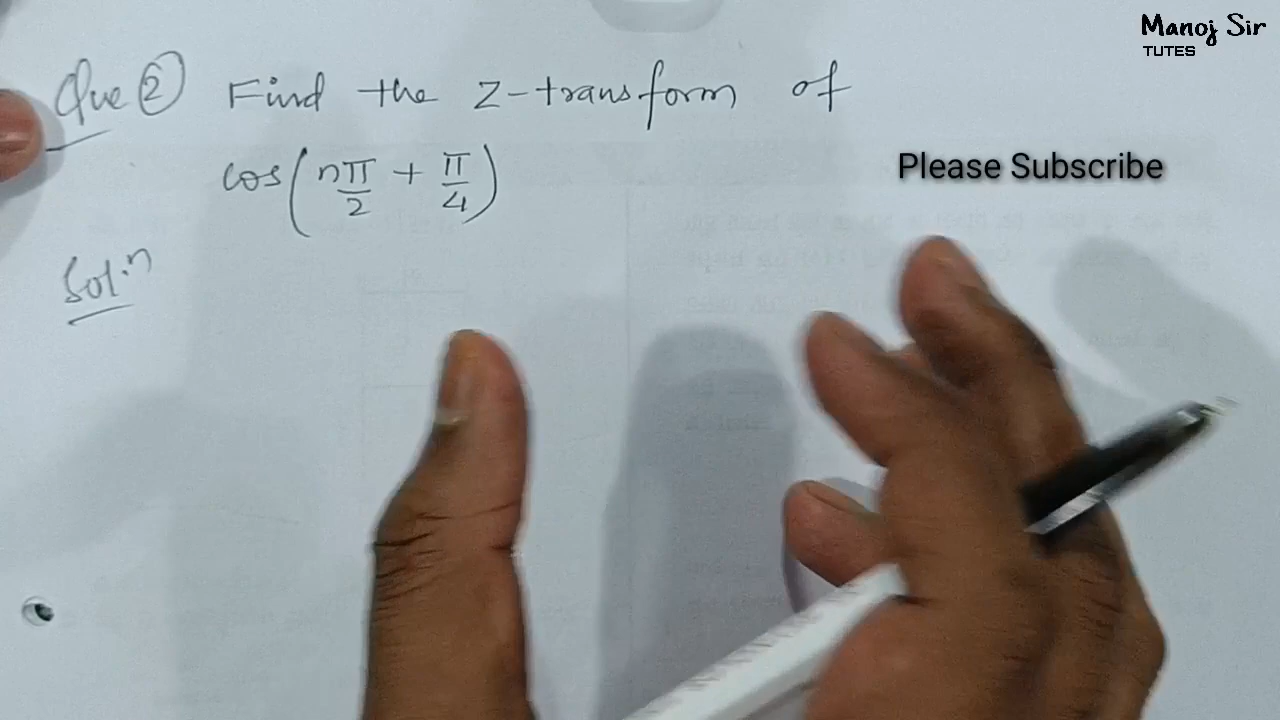 Manoj Sir
TUTES
Que ② Find the Z-transform of
cos(nπ/2 + π/4)
Please Subscribe
Sol.n